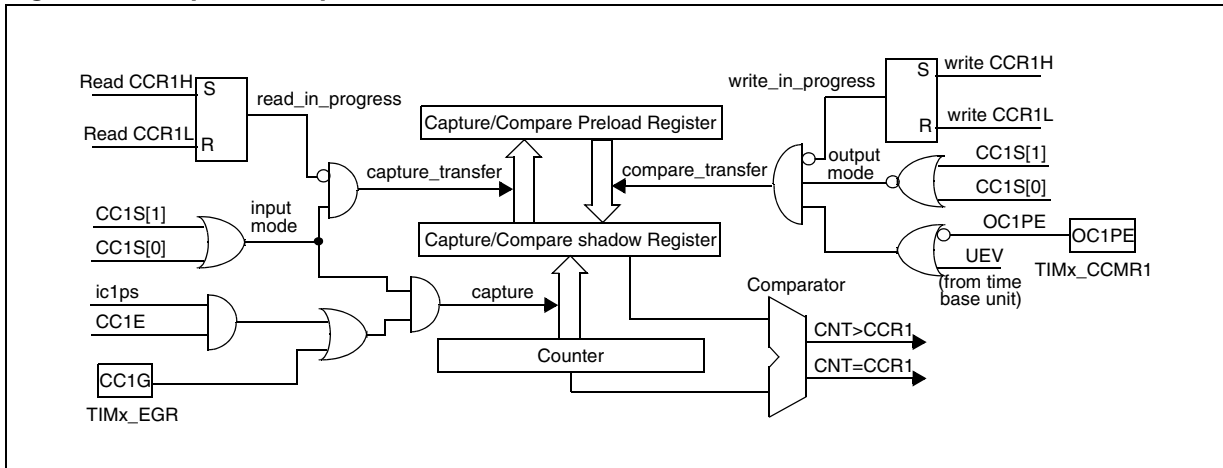 Read CCR1H
S
read_in_progress
Read CCR1L
R
Capture/Compare Preload Register
write_in_progress
S
write CCR1H
R
write CCR1L
capture_transfer
compare_transfer
output
mode
CC1S[1]
CC1S[0]
CC1S[1]
CC1S[0]
input
mode
Capture/Compare shadow Register
OC1PE
OC1PE
UEV
TIMx_CCMR1
(from time
base unit)
ic1ps
CC1E
capture
Comparator
CNT>CCR1
Counter
CNT=CCR1
CC1G
TIMx_EGR